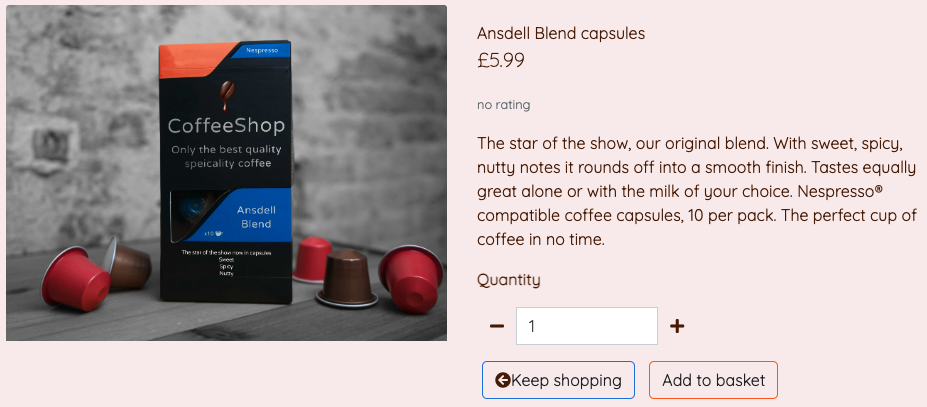 Nespresso
CoffeeShop
Only the best quality
speicality coffee
Ansdell
Blend
x10
The star of the show now in capsules
Sweet
Spicy
Nutty
Ansdell Blend capsules
£5.99
no rating
The star of the show, our original blend. With sweet, spicy,
nutty notes it rounds off into a smooth finish. Tastes equally
great alone or with the milk of your choice. Nespresso®
compatible coffee capsules, 10 per pack. The perfect cup of
coffee in no time.
Quantity
1
Keep shopping
Add to basket